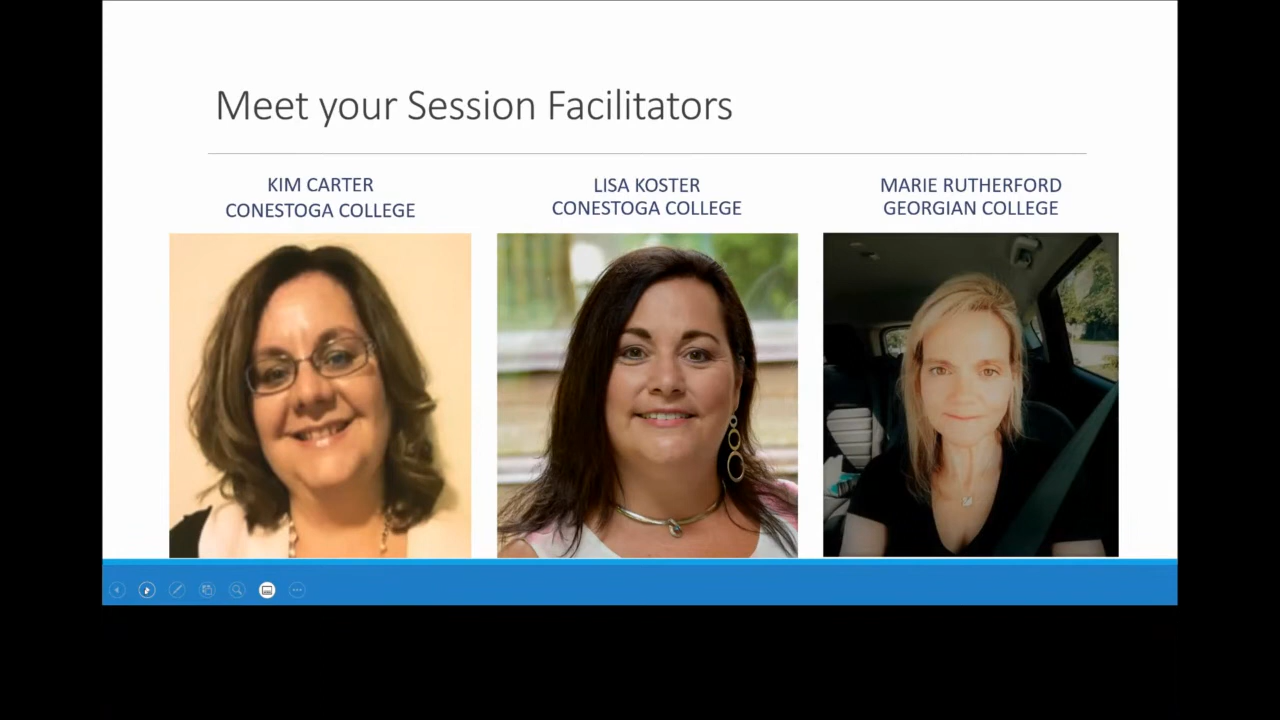 Meet your Session Facilitators
KIM CARTER
CONESTOGA COLLEGE
LISA KOSTER
CONESTOGA COLLEGE
MARIE RUTHERFORD
GEORGIAN COLLEGE